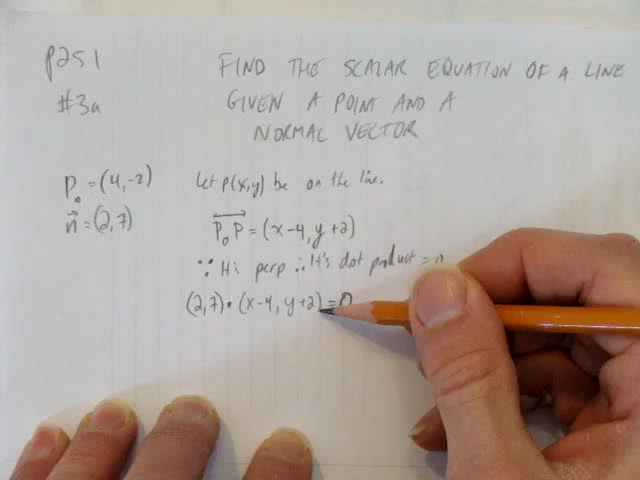 p251
#3a
FIND THE SCALAR EQUATION OF A LINE
GIVEN A POINT AND A
NORMAL VECTOR
P₀ = (4,-2)
n⃗ = (2,7)
Let P(x,y) be on the line.
P₀P = (x-4, y+2)
∵ It's perp ∴ It's dot product = 0
(2,7)•(x-4, y+2) = 0